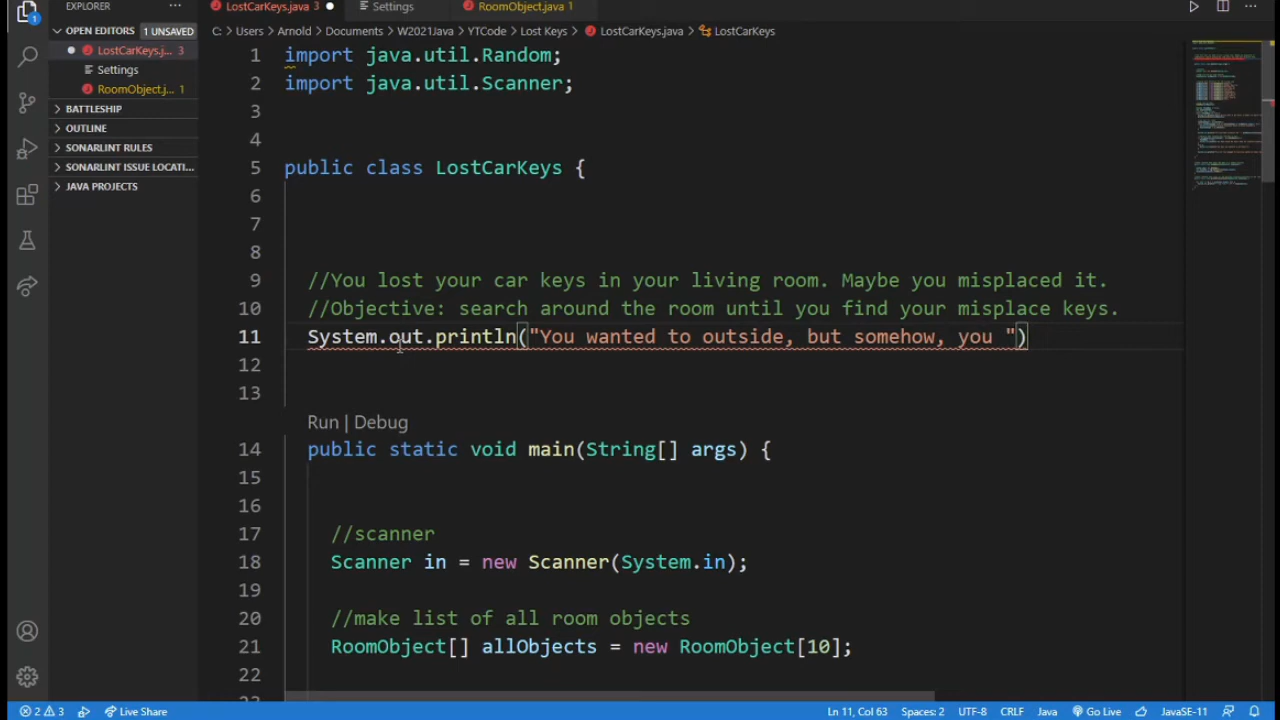 EXPLORER ···
LostCarKeys.java 3 ● Settings RoomObject.java 1 ···
OPEN EDITORS 1 UNSAVED
C: > Users > Arnold > Documents > W2021Java > YTCode > Lost Keys > LostCarKeys.java > LostCarKeys
● LostCarKeys.j... 3
Settings
RoomObject.j... 1
BATTLESHIP
OUTLINE
SONARLINT RULES
SONARLINT ISSUE LOCATI...
JAVA PROJECTS
1 import java.util.Random;
2 import java.util.Scanner;
3
4
5 public class LostCarKeys {
6
7
8
9 //You lost your car keys in your living room. Maybe you misplaced it.
10 //Objective: search around the room until you find your misplace keys.
11 System.out.println("You wanted to outside, but somehow, you ")
12
13
Run | Debug
14 public static void main(String[] args) {
15
16
17 //scanner
18 Scanner in = new Scanner(System.in);
19
20 //make list of all room objects
21 RoomObject[] allObjects = new RoomObject[10];
22
2 3 Live Share Ln 11, Col 63 Spaces: 2 UTF-8 CRLF Java Go Live JavaSE-11